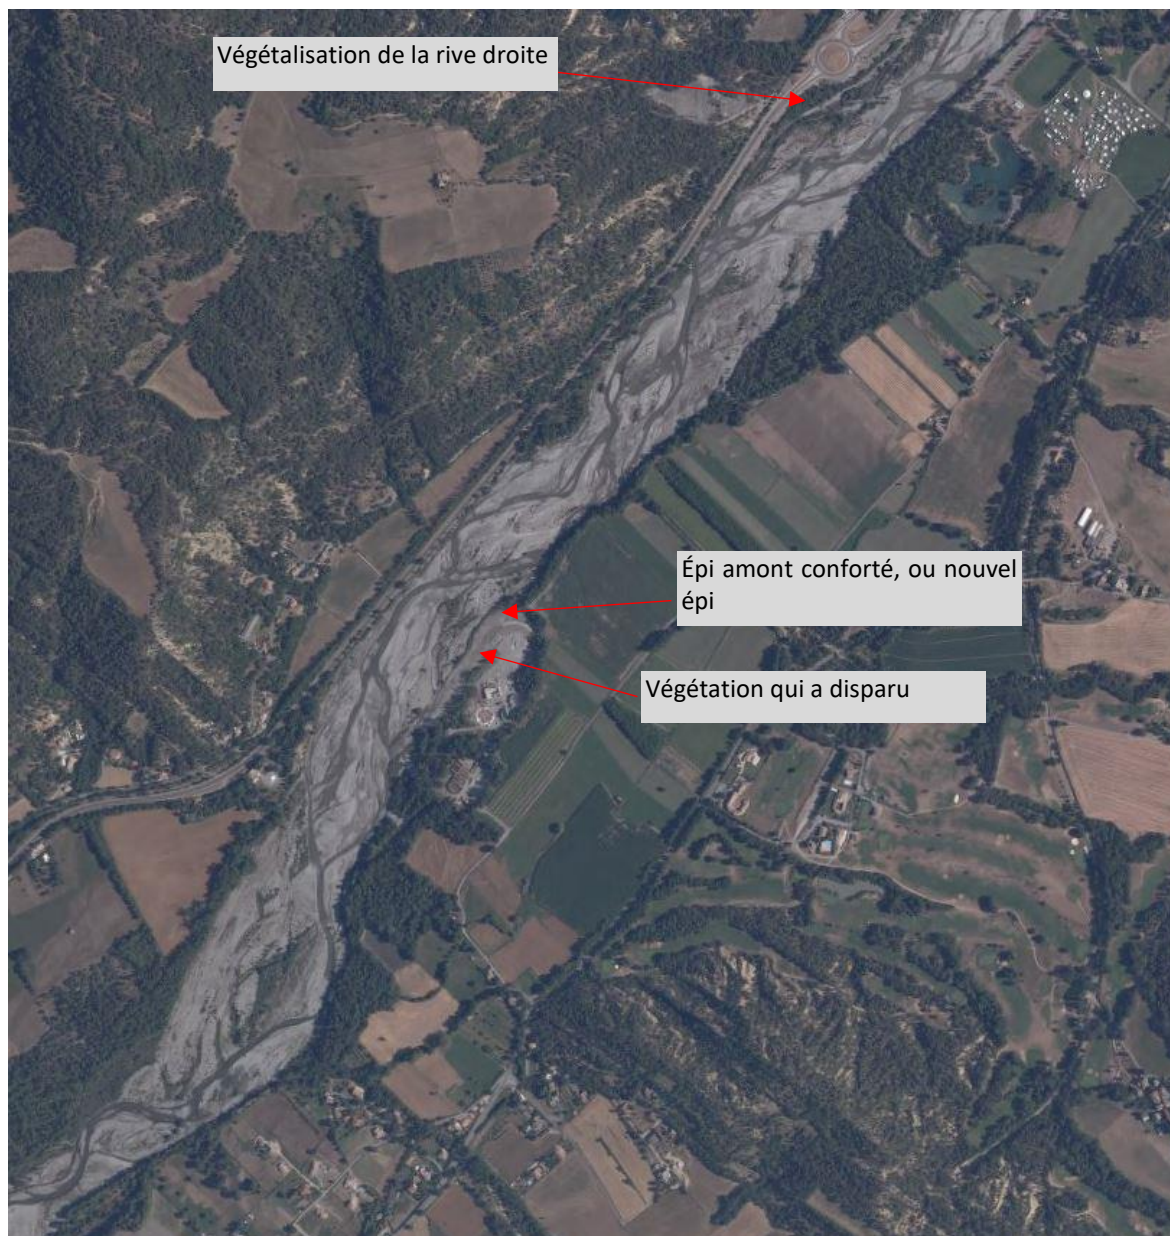 Végétalisation de la rive droite
Épi amont conforté, ou nouvel
épi
Végétation qui a disparu